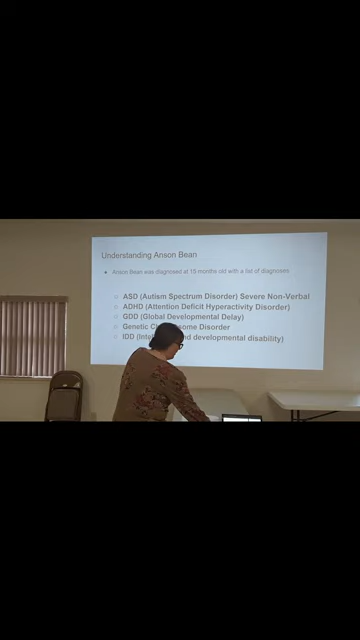 Understanding Anson Bean
Anson Bean was diagnosed at 10 months old with a list of diagnoses
ASD (Autism Spectrum Disorder) Severe Non-Verbal
ADHD (Attention Deficit Hyperactivity Disorder)
GDD (Global Developmental Delay)
Genetic Disorder
IDD and developmental disability)